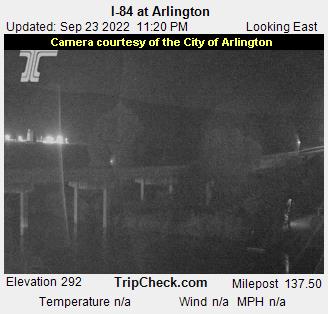 I-84 at Arlington
Updated: Sep 23 2022 11:20 PM Looking East
Camera courtesy of the City of Arlington
Elevation 292 TripCheck.com Milepost 137.50
Temperature n/a Wind n/a MPH n/a